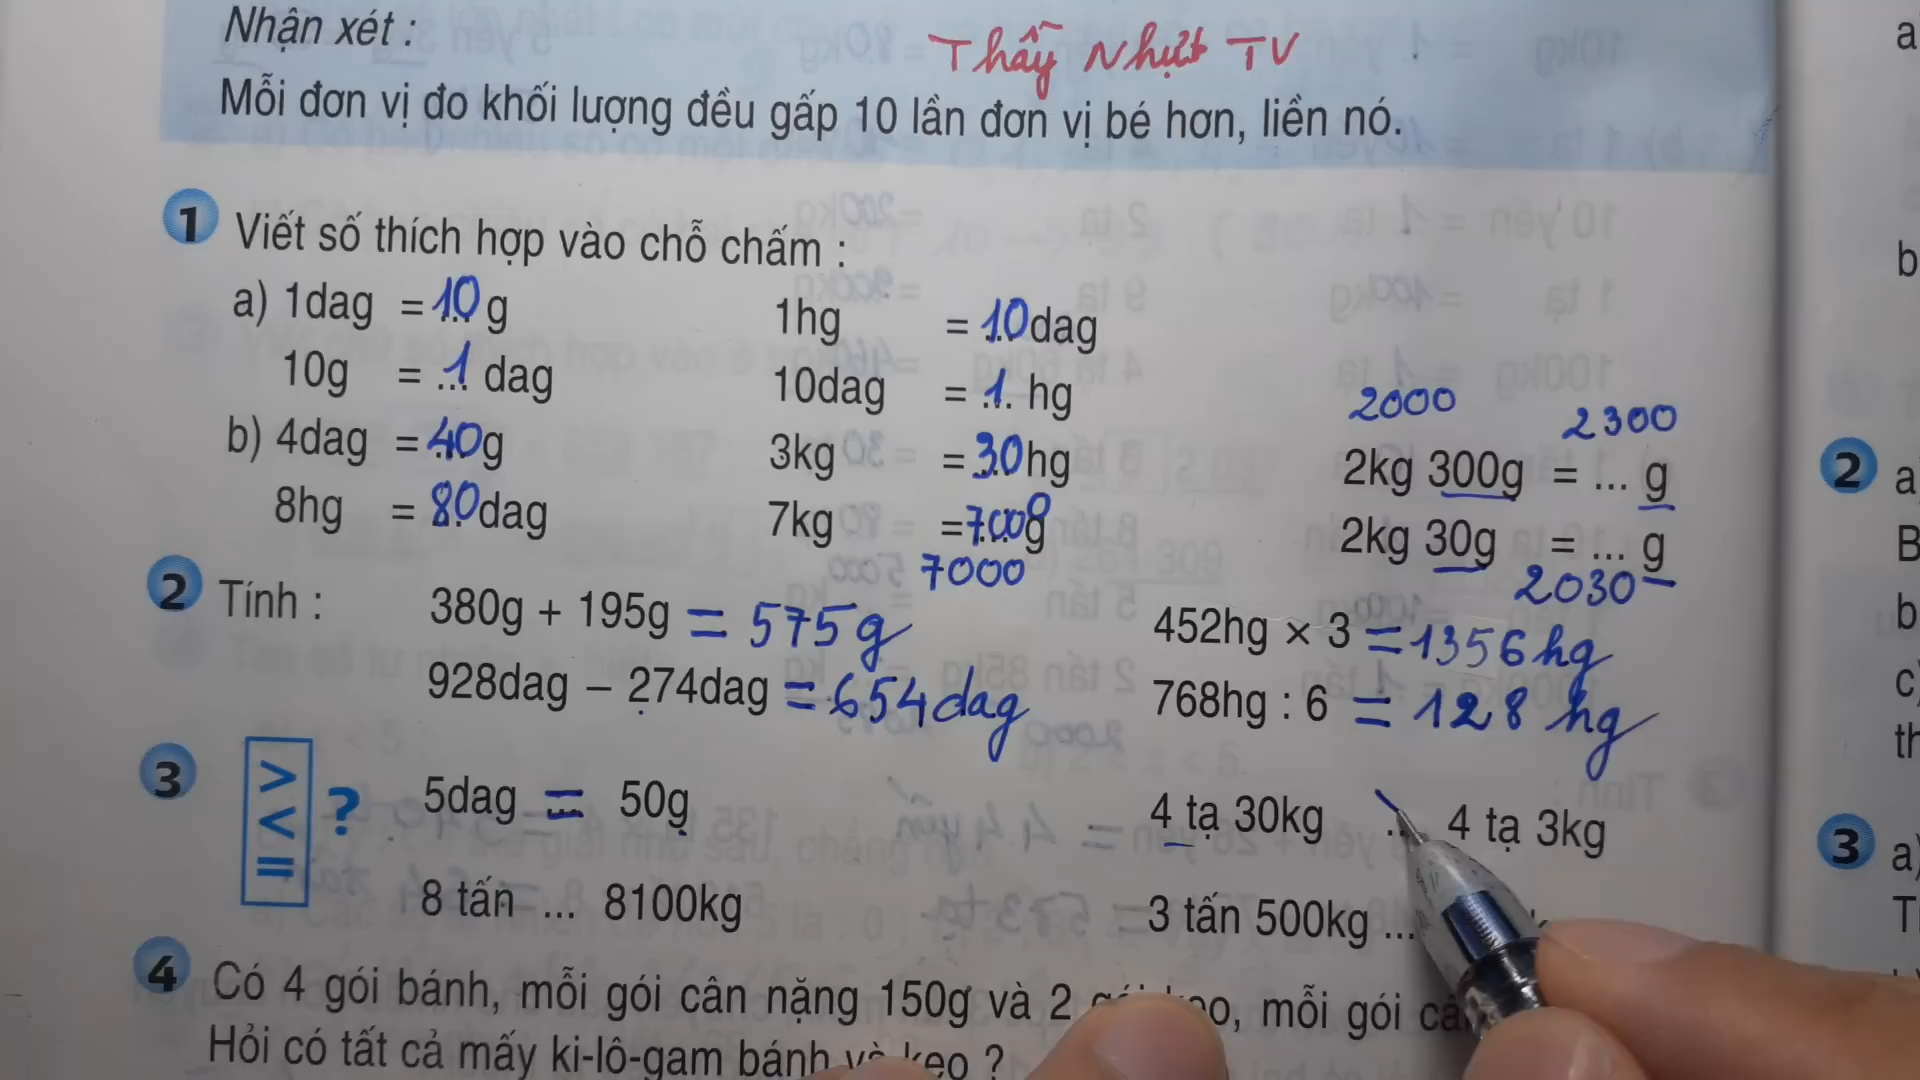 Nhận xét :
Thầy Nhựt TV
Mỗi đơn vị đo khối lượng đều gấp 10 lần đơn vị bé hơn, liền nó.
1 Viết số thích hợp vào chỗ chấm :
a) 1dag = 10 g 1hg = 10 dag
10g = 1 dag 10dag = 1 hg
2000 2300
b) 4dag = 40 g 3kg = 30 hg 2kg 300g = ... g
8hg = 80 dag 7kg = 7000 g 2kg 30g = ... g
7000 2030
2 Tính : 380g + 195g = 575g 452hg × 3 = 1356hg
928dag – 274dag = 654dag 768hg : 6 = 128 hg
3 > < = ? 5dag = 50g 4 tạ 30kg ... 4 tạ 3kg
8 tấn ... 8100kg 3 tấn 500kg ...
4 Có 4 gói bánh, mỗi gói cân nặng 150g và 2 mỗi gói
Hỏi có tất cả mấy ki-lô-gam bánh và kẹo ?
a
b
2 a
B
b
c)
th
3 a)
T